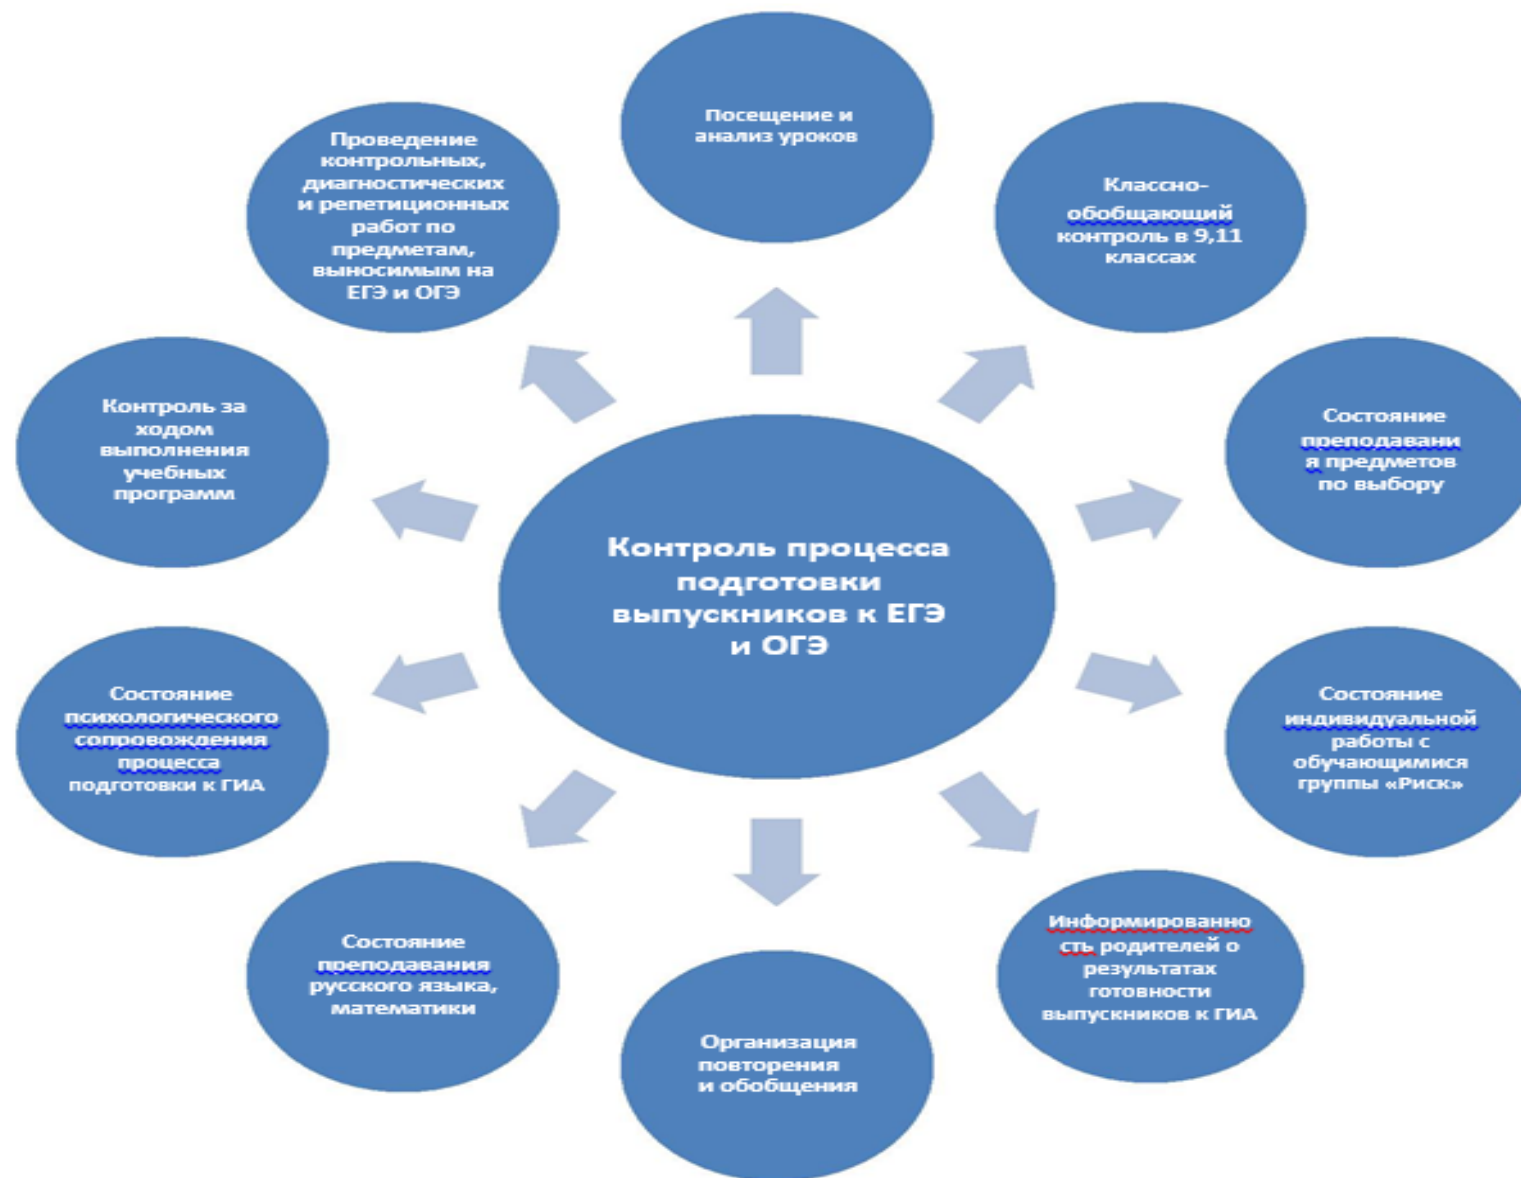 Посещение и
анализ уроков
Классно-
обобщающий
контроль в 9,11
классах
Состояние
преподавани
я предметов
по выбору
Состояние
индивидуальной
работы с
обучающимися
группы «Риск»
Информированно
сть родителей о
результатах
готовности
выпускников к ГИА
Организация
повторения
и обобщения
Состояние
преподавания
русского языка,
математики
Состояние
психологического
сопровождения
процесса
подготовки к ГИА
Контроль за
ходом
выполнения
учебных
программ
Проведение
контрольных,
диагностических
и репетиционных
работ по
предметам,
выносимым на
ЕГЭ и ОГЭ
Контроль процесса
подготовки
выпускников к ЕГЭ
и ОГЭ